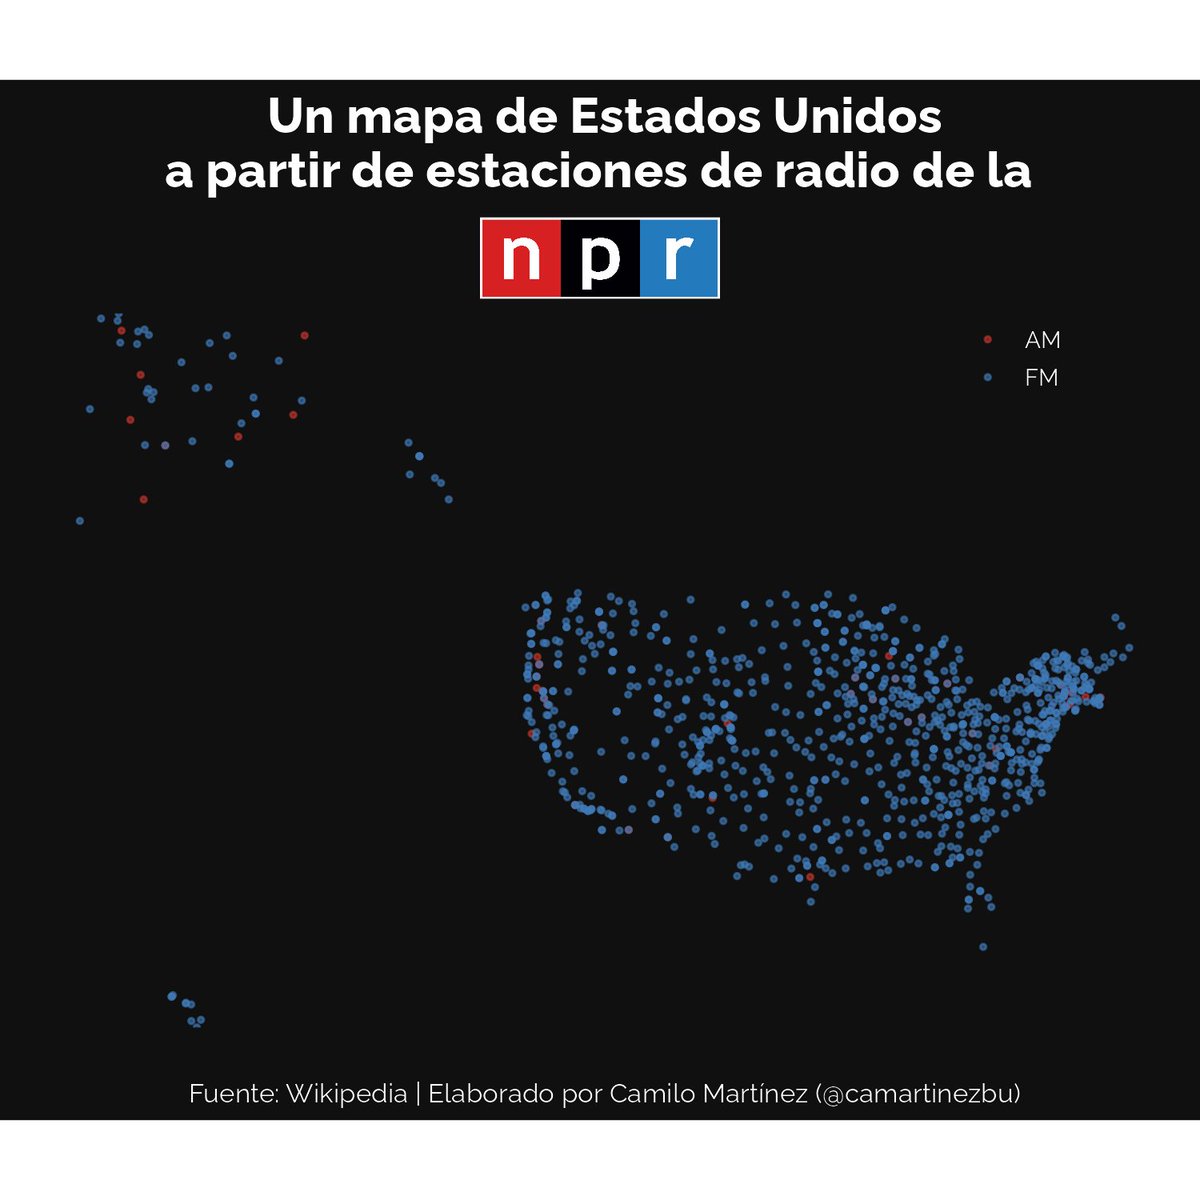 Un mapa de Estados Unidos
a partir de estaciones de radio de la
npr
AM
FM
Fuente: Wikipedia | Elaborado por Camilo Martínez (@camartinezbu)